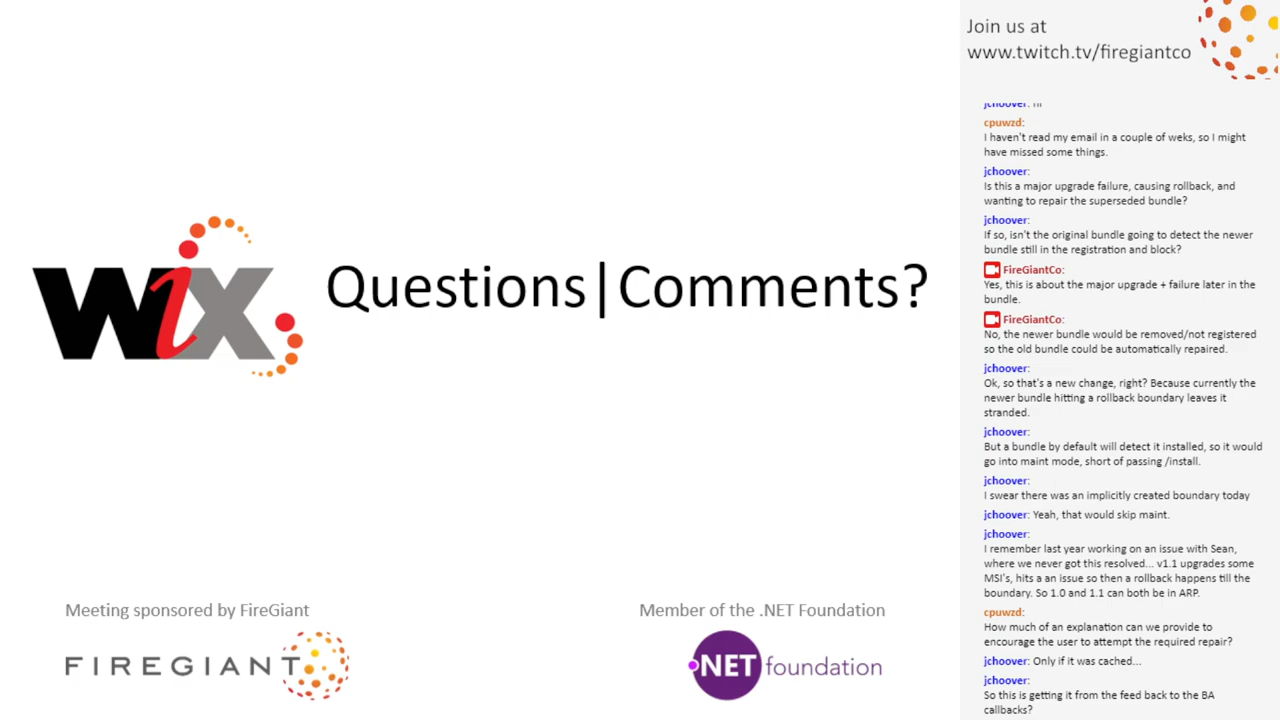 WiX
Questions|Comments?
Meeting sponsored by FireGiant
FIREGIANT
Member of the .NET Foundation
.NET foundation
Join us at
www.twitch.tv/firegiantco
jchoover: hi
cpuwzd:
I haven't read my email in a couple of weks, so I might
have missed some things.
jchoover:
Is this a major upgrade failure, causing rollback, and
wanting to repair the superseded bundle?
jchoover:
If so, isn't the original bundle going to detect the newer
bundle still in the registration and block?
FireGiantCo:
Yes, this is about the major upgrade + failure later in the
bundle.
FireGiantCo:
No, the newer bundle would be removed/not registered
so the old bundle could be automatically repaired.
jchoover:
Ok, so that's a new change, right? Because currently the
newer bundle hitting a rollback boundary leaves it
stranded.
jchoover:
But a bundle by default will detect it installed, so it would
go into maint mode, short of passing /install.
jchoover:
I swear there was an implicitly created boundary today
jchoover: Yeah, that would skip maint.
jchoover:
I remember last year working on an issue with Sean,
where we never got this resolved... v1.1 upgrades some
MSI's, hits a an issue so then a rollback happens till the
boundary. So 1.0 and 1.1 can both be in ARP.
cpuwzd:
How much of an explanation can we provide to
encourage the user to attempt the required repair?
jchoover: Only if it was cached...
jchoover:
So this is getting it from the feed back to the BA
callbacks?